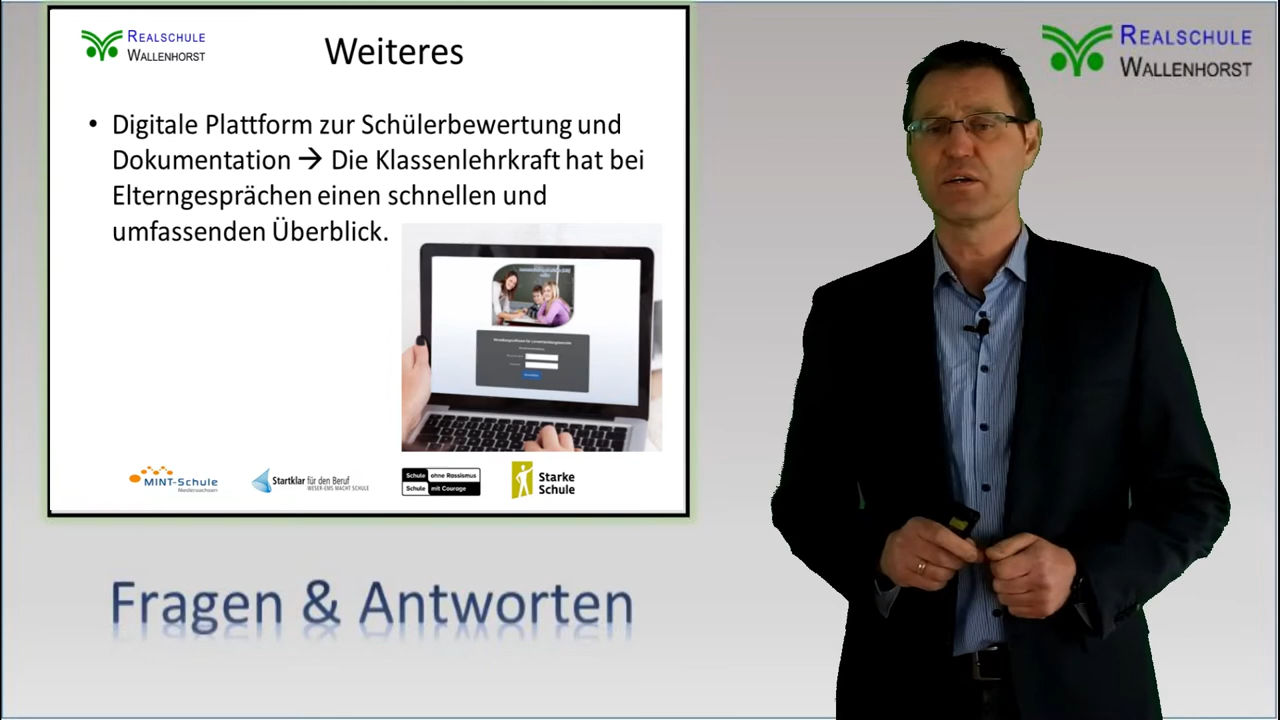 REALSCHULE
WALLENHORST
Weiteres
• Digitale Plattform zur Schülerbewertung und
Dokumentation → Die Klassenlehrkraft hat bei
Elterngesprächen einen schnellen und
umfassenden Überblick.
MINT-Schule
Niedersachsen
Startklar für den Beruf
WESER-EMS MACHT SCHULE
Schule ohne Rassismus
Schule mit Courage
Starke
Schule
REALSCHULE
WALLENHORST
Fragen & Antworten